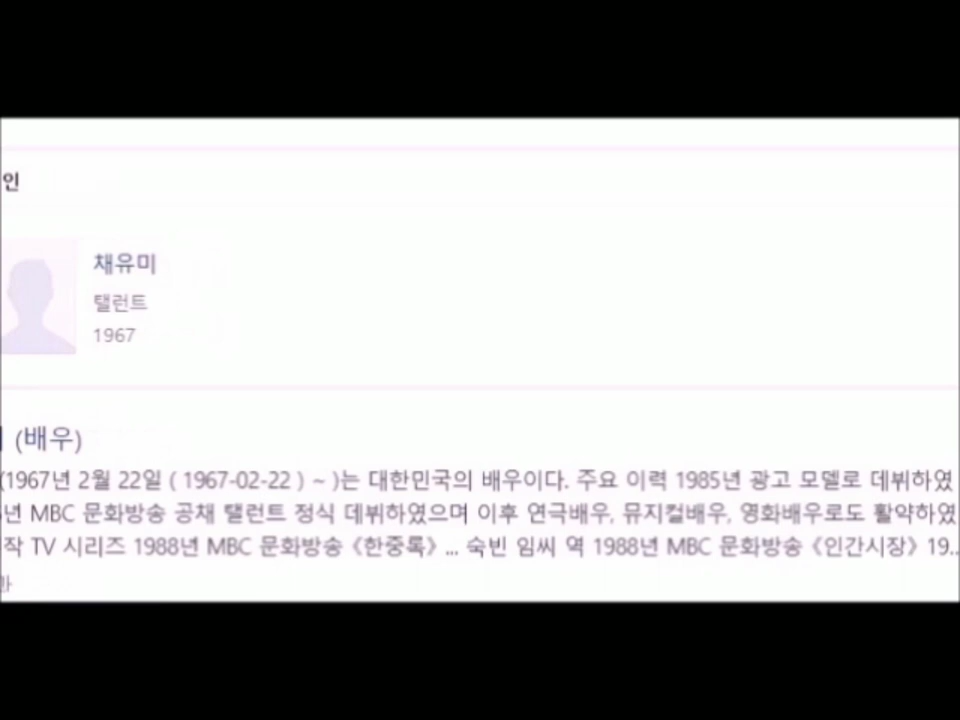 인
채유미
탤런트
1967
(배우)
(1967년 2월 22일 ( 1967-02-22 ) ~ )는 대한민국의 배우이다. 주요 이력 1985년 광고 모델로 데뷔하였
년 MBC 문화방송 공채 탤런트 정식 데뷔하였으며 이후 연극배우, 뮤지컬배우, 영화배우로도 활약하였
작 TV 시리즈 1988년 MBC 문화방송 《한중록》 ... 숙빈 임씨 역 1988년 MBC 문화방송 《인간시장》 19..